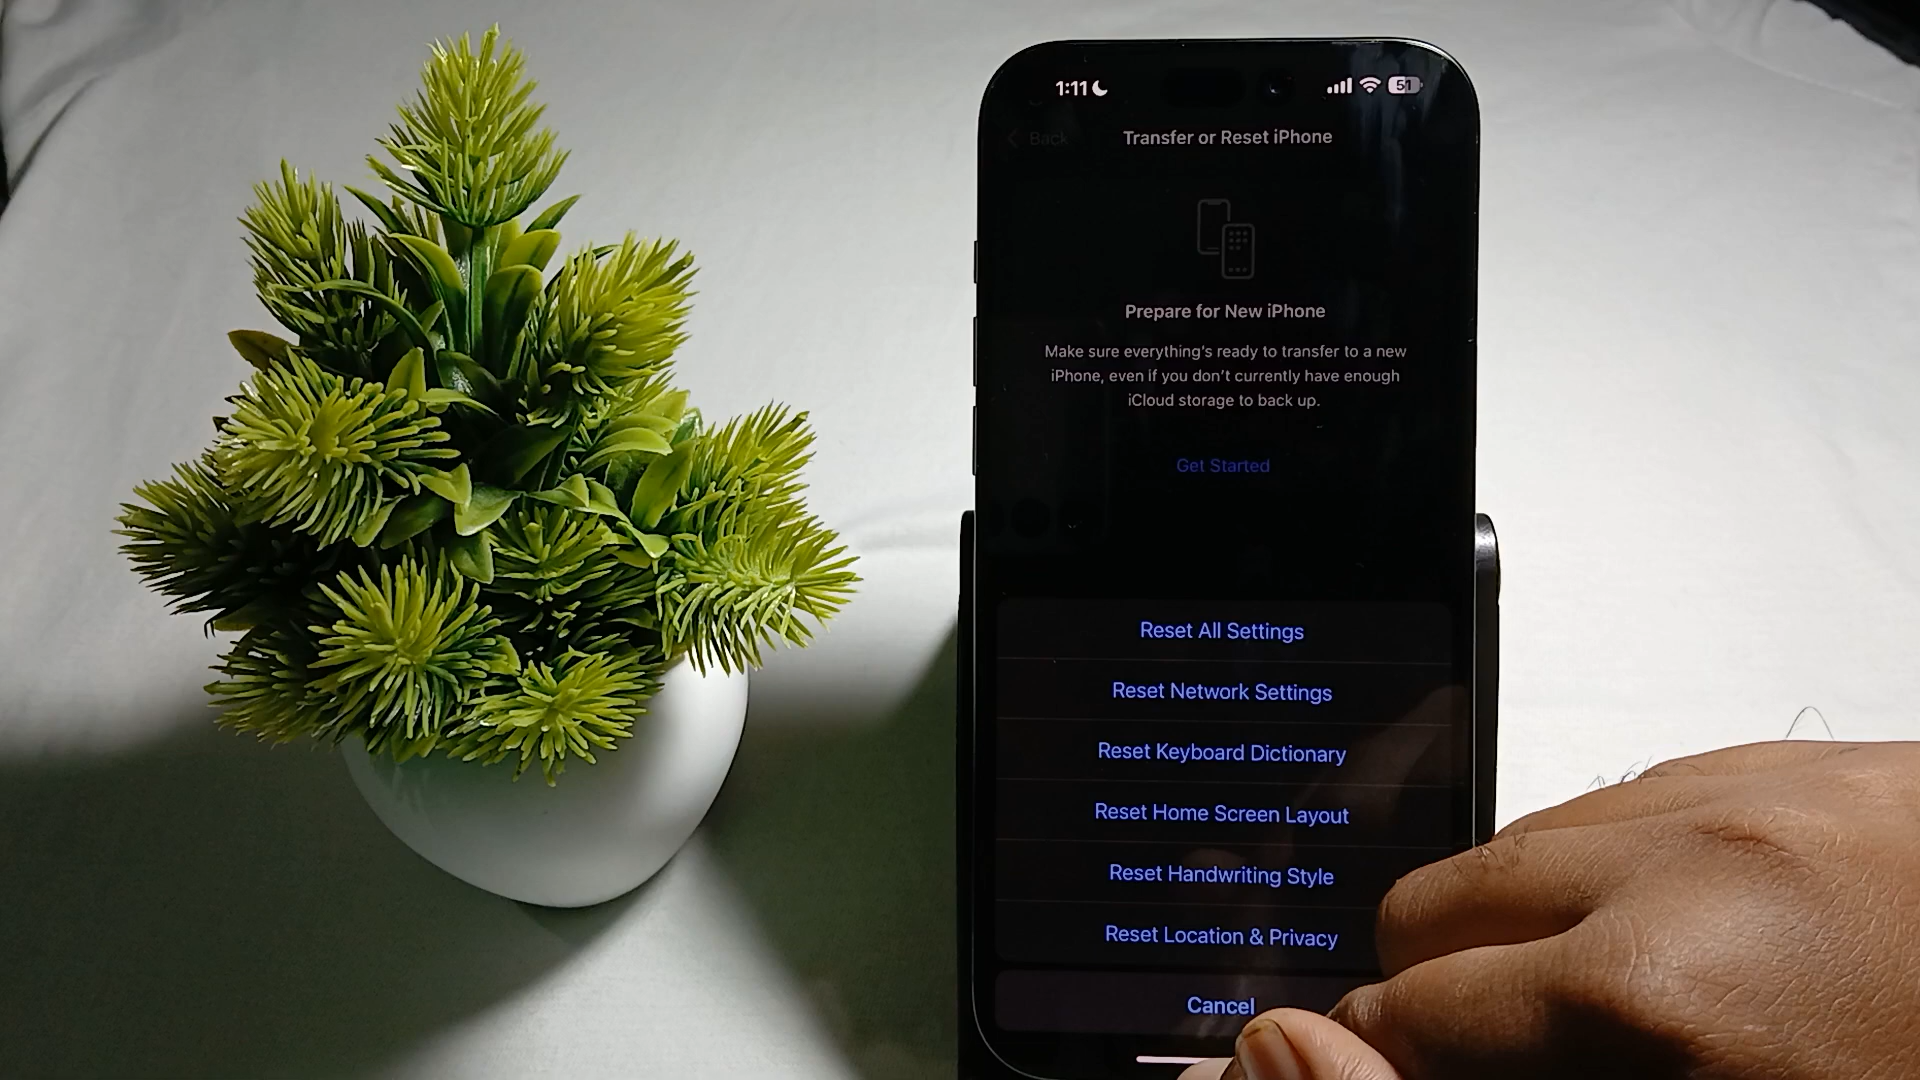 1:11
51
Back
Transfer or Reset iPhone
Prepare for New iPhone
Make sure everything's ready to transfer to a new
iPhone, even if you don't currently have enough
iCloud storage to back up.
Get Started
Reset All Settings
Reset Network Settings
Reset Keyboard Dictionary
Reset Home Screen Layout
Reset Handwriting Style
Reset Location & Privacy
Cancel